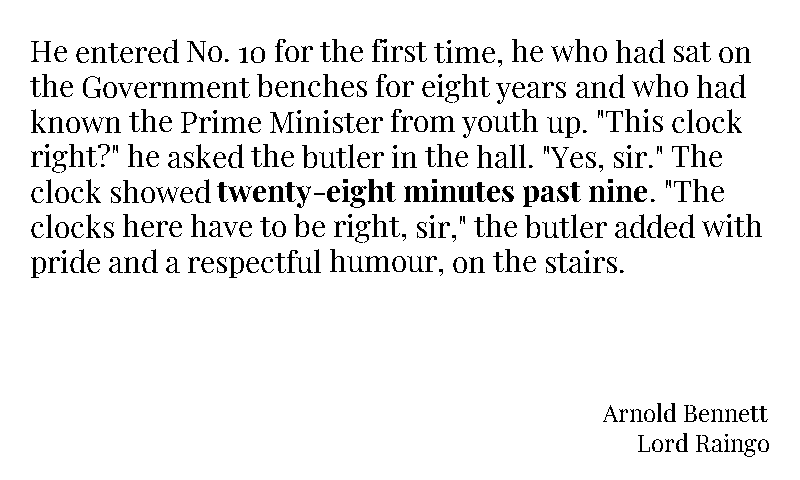 He entered No. 10 for the first time, he who had sat on
the Government benches for eight years and who had
known the Prime Minister from youth up. "This clock
right?" he asked the butler in the hall. "Yes, sir." The
clock showed twenty-eight minutes past nine. "The
clocks here have to be right, sir," the butler added with
pride and a respectful humour, on the stairs.
Arnold Bennett
Lord Raingo